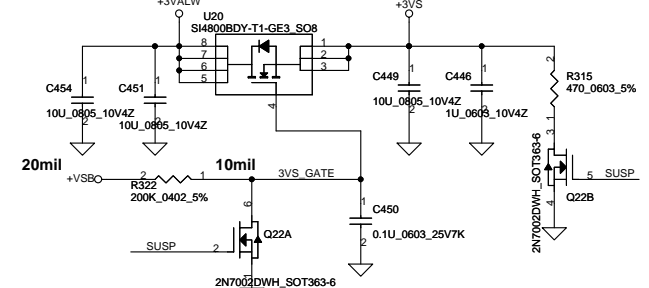 +3VALW
+3VS
U20
SI4800BDY-T1-GE3_SO8
8
7
6
5
1
2
3
4
C454
1
2
10U_0805_10V4Z
C451
1
2
10U_0805_10V4Z
C449
1
2
10U_0805_10V4Z
C446
1
2
1U_0603_10V4Z
2
R315
470_0603_5%
1
3
20mil
10mil
+VSB
2
1
R322
200K_0402_5%
3VS_GATE
6
Q22A
SUSP
2
1
2N7002DWH_SOT363-6
1
C450
2
0.1U_0603_25V7K
2N7002DWH_SOT363-6
5
SUSP
Q22B
4